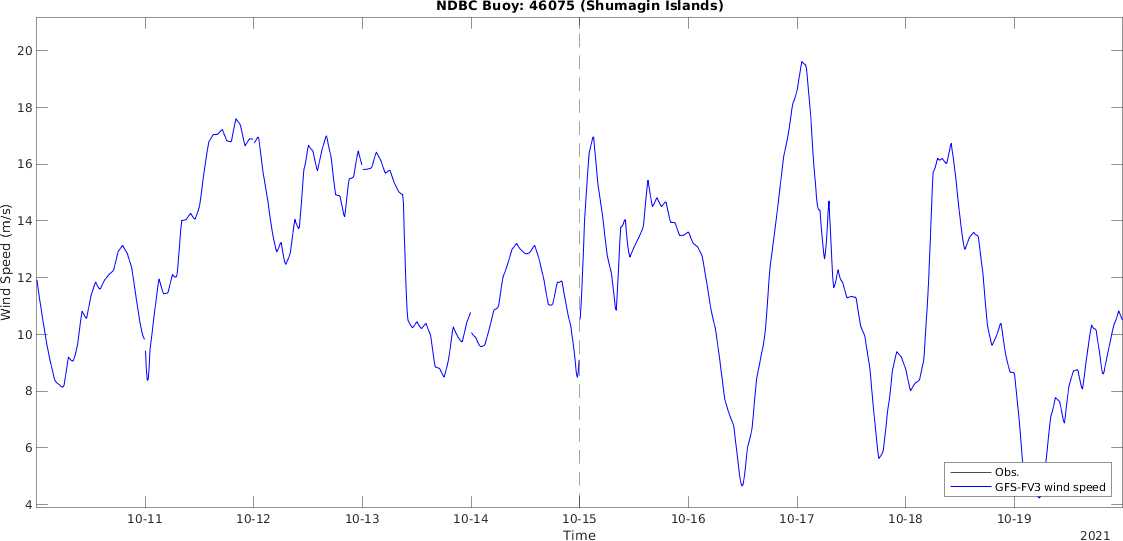 NDBC Buoy: 46075 (Shumagin Islands)
Wind Speed (m/s)
20
18
16
14
12
10
8
6
4
10-11 10-12 10-13 10-14 10-15 10-16 10-17 10-18 10-19
Time
2021
Obs.
GFS-FV3 wind speed